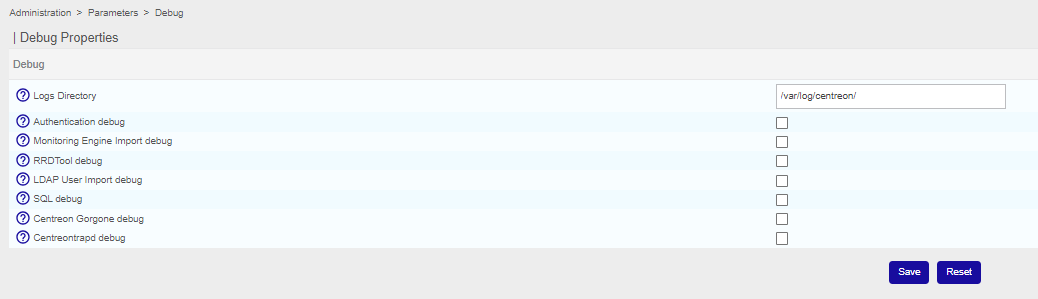 Administration > Parameters > Debug
| Debug Properties
Debug
? Logs Directory /var/log/centreon/
? Authentication debug
? Monitoring Engine Import debug
? RRDTool debug
? LDAP User Import debug
? SQL debug
? Centreon Gorgone debug
? Centreontrapd debug
Save Reset